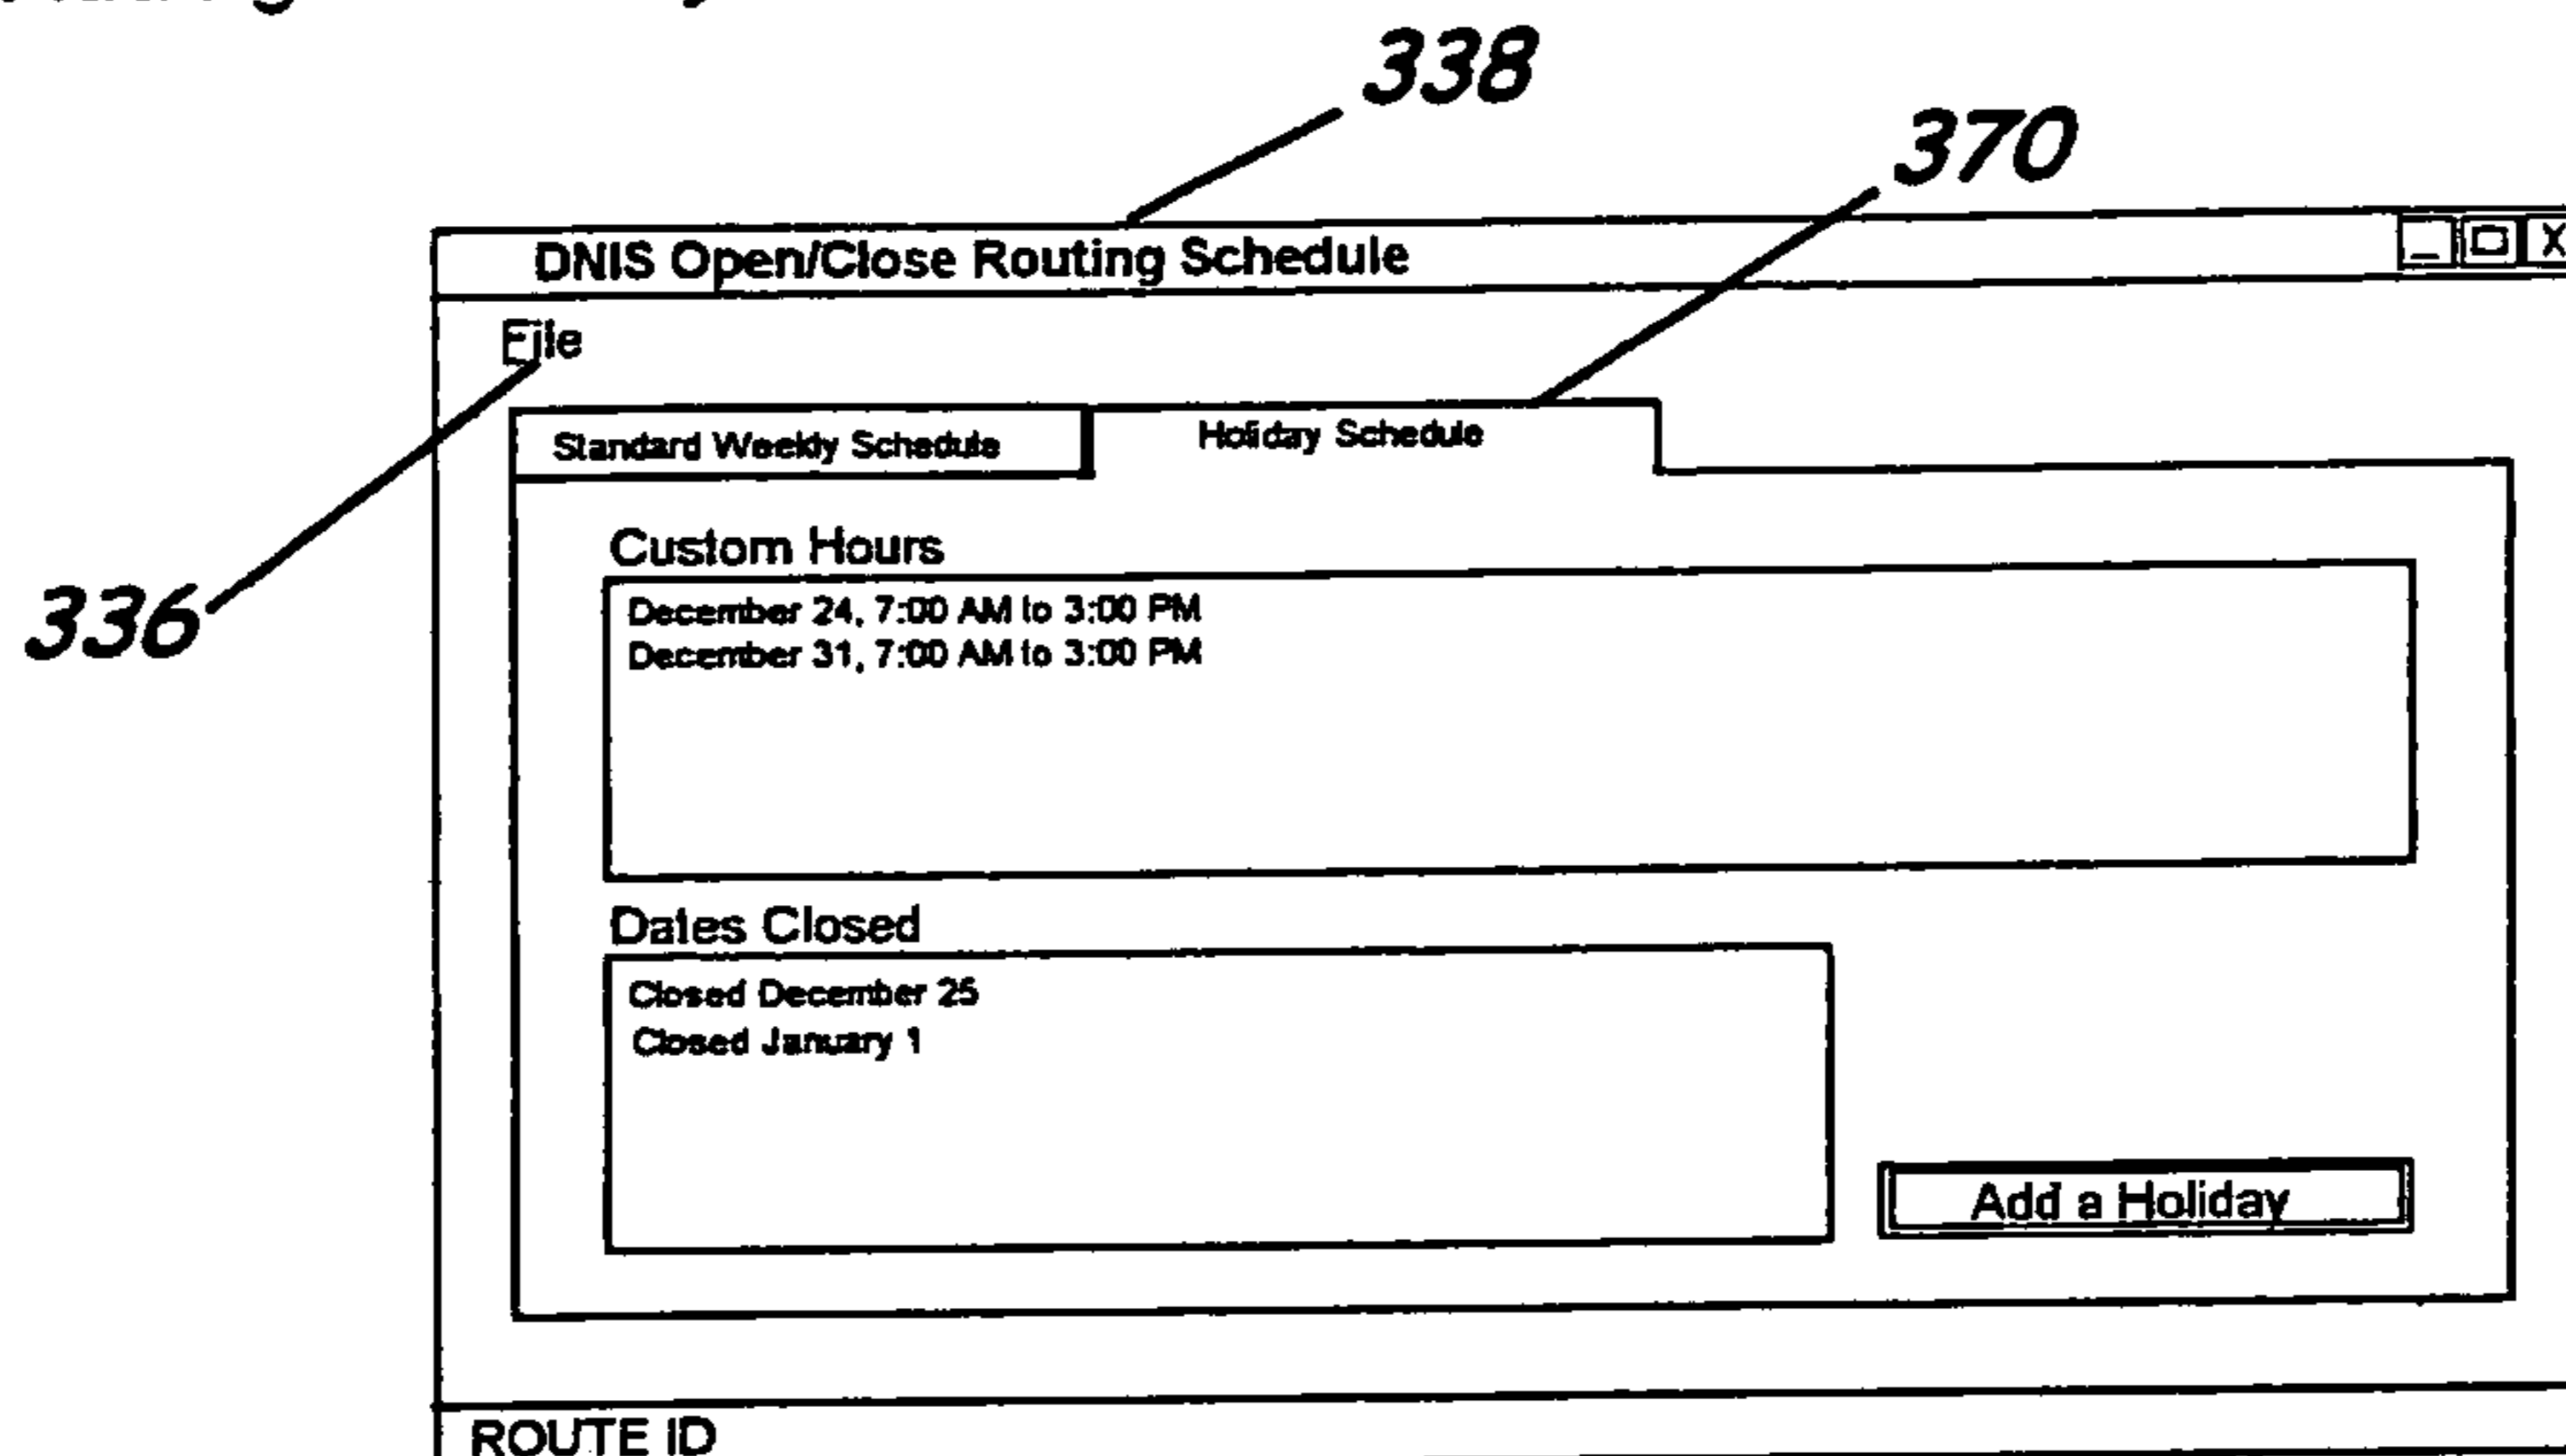 338
370
DNIS Open/Close Routing Schedule
File
Standard Weekly Schedule Holiday Schedule
Custom Hours
336
December 24, 7:00 AM to 3:00 PM
December 31, 7:00 AM to 3:00 PM
Dates Closed
Closed December 25
Closed January 1
Add a Holiday
ROUTE ID